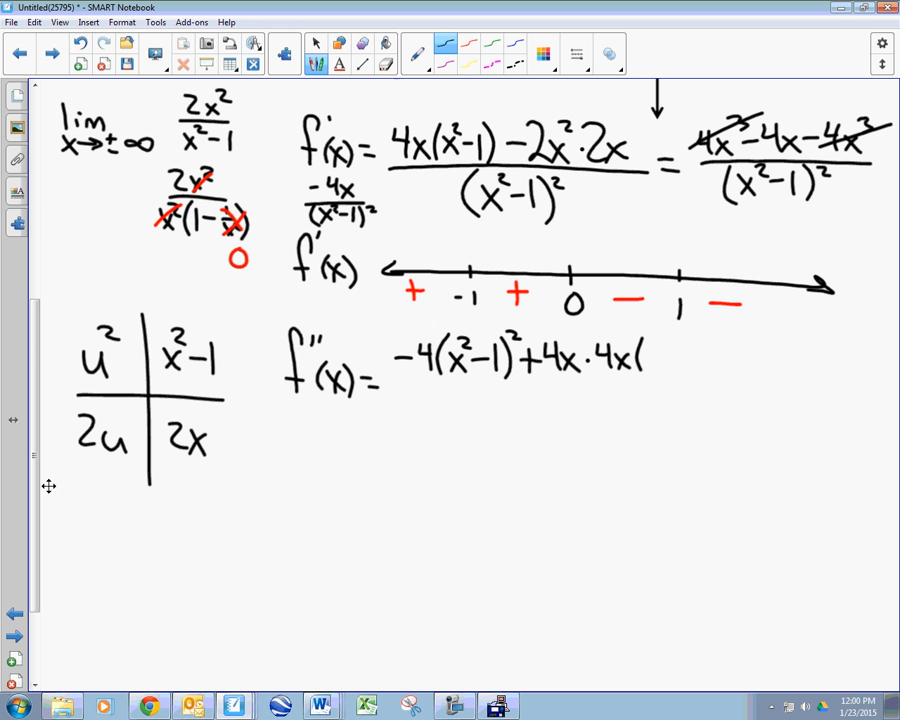 Untitled(25795) * - SMART Notebook
File Edit View Insert Format Tools Add-ons Help
lim x→±∞ 2x²/(x²-1)
2x²/(x²(1-1/x))
0
f'(x) = (4x(x²-1) - 2x²·2x)/(x²-1)² = (4x³-4x-4x³)/(x²-1)²
-4x/(x²-1)²
f'(x)
+ -1 + 0 − 1 −
u² x²-1
2u 2x
f''(x) = -4(x²-1)²+4x·4x(
12:00 PM
1/23/2015